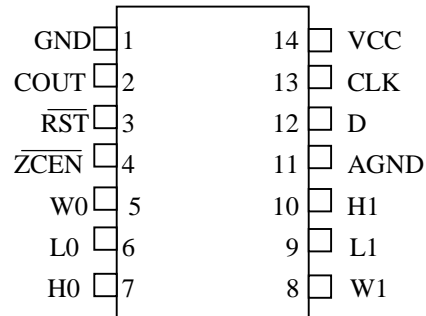 GND 1 14 VCC
COUT 2 13 CLK
RST 3 12 D
ZCEN 4 11 AGND
W0 5 10 H1
L0 6 9 L1
H0 7 8 W1